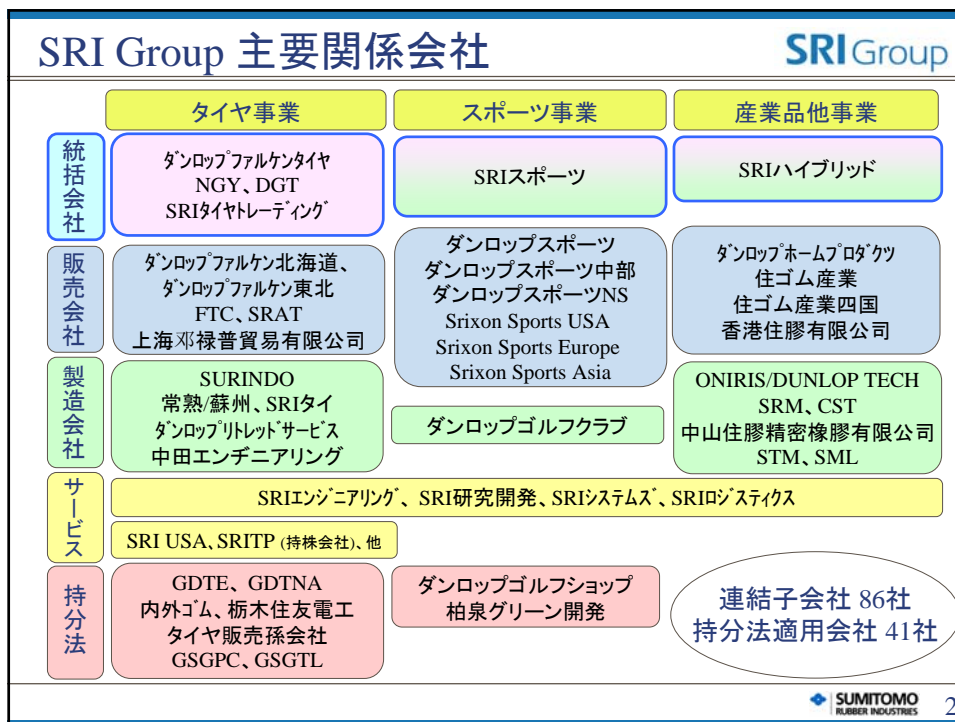 SRI Group 主要関係会社
SRI Group
タイヤ事業
スポーツ事業
産業品他事業
統括会社
ﾀﾞﾝﾛｯﾌﾟﾌｧﾙｹﾝﾀｲﾔ
NGY、DGT
SRIﾀｲﾔﾄﾚｰﾃﾞｨﾝｸﾞ
SRIスポーツ
SRIﾊｲﾌﾞﾘｯﾄﾞ
販売会社
ﾀﾞﾝﾛｯﾌﾟﾌｧﾙｹﾝ北海道、
ﾀﾞﾝﾛｯﾌﾟﾌｧﾙｹﾝ東北
FTC、SRAT
上海邓禄普貿易有限公司
ダンロップスポーツ
ダンロップスポーツ中部
ダンロップスポーツNS
Srixon Sports USA
Srixon Sports Europe
Srixon Sports Asia
ﾀﾞﾝﾛｯﾌﾟﾎｰﾑﾌﾟﾛﾀﾞｸﾂ
住ゴム産業
住ゴム産業四国
香港住膠有限公司
製造会社
SURINDO
常熟/蘇州、SRIﾀｲ
ﾀﾞﾝﾛｯﾌﾟﾘﾄﾚｯﾄﾞｻｰﾋﾞｽ
中田エンヂニアリング
ダンロップゴルフクラブ
ONIRIS/DUNLOP TECH
SRM、CST
中山住膠精密橡膠有限公司
STM、SML
サービス
SRIｴﾝｼﾞﾆｱﾘﾝｸﾞ、SRI研究開発、SRIｼｽﾃﾑｽﾞ、SRIﾛｼﾞｽﾃｨｸｽ
SRI USA、SRITP (持株会社)、他
持分法
GDTE、GDTNA
内外ｺﾞﾑ、栃木住友電工
タイヤ販売孫会社
GSGPC、GSGTL
ダンロップゴルフショップ
柏泉グリーン開発
連結子会社 86社
持分法適用会社 41社
SUMITOMO
RUBBER INDUSTRIES
2